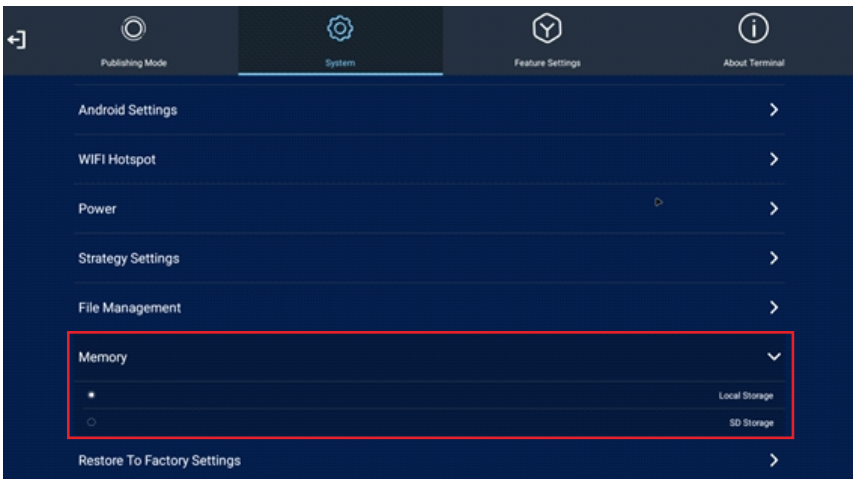 Publishing Mode
System
Feature Settings
About Terminal
Android Settings
WIFI Hotspot
Power
Strategy Settings
File Management
Memory
Local Storage
SD Storage
Restore To Factory Settings